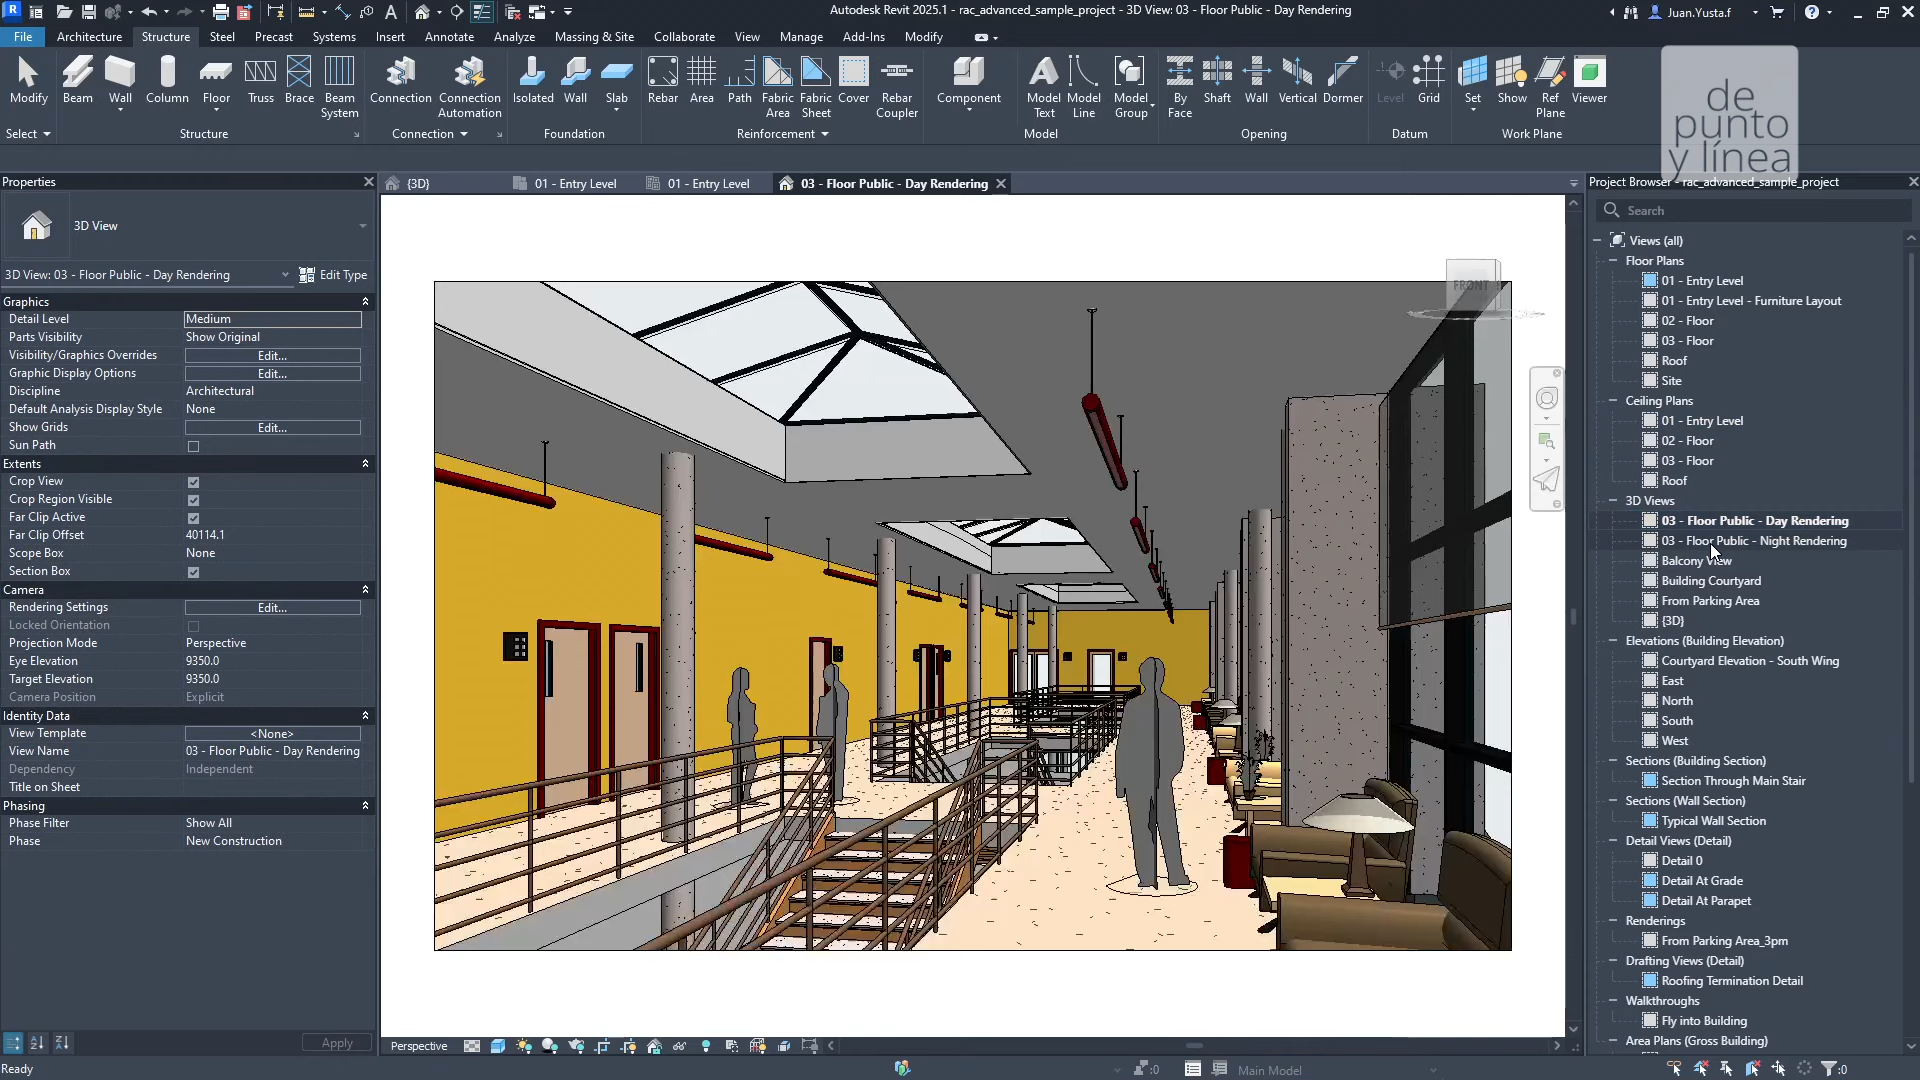 Autodesk Revit 2025.1 - rac_advanced_sample_project - 3D View: 03 - Floor Public - Day Rendering
Juan.Yusta.f
File Architecture Structure Steel Precast Systems Insert Annotate Analyze Massing & Site Collaborate View Manage Add-Ins Modify
Modify
Beam
Wall
Column
Floor
Truss
Brace
Beam System
Connection
Connection Automation
Isolated
Wall
Slab
Rebar
Area
Path
Fabric Area
Fabric Sheet
Cover
Rebar Coupler
Component
Model Text
Model Line
Model Group
By Face
Shaft
Wall
Vertical
Dormer
Level
Grid
Set
Show
Ref Plane
Viewer
Select
Structure
Connection
Foundation
Reinforcement
Model
Opening
Datum
Work Plane
de
punto
y línea
Properties
3D View
3D View: 03 - Floor Public - Day Rendering
Edit Type
Graphics
Detail Level Medium
Parts Visibility Show Original
Visibility/Graphics Overrides Edit...
Graphic Display Options Edit...
Discipline Architectural
Default Analysis Display Style None
Show Grids Edit...
Sun Path
Extents
Crop View
Crop Region Visible
Far Clip Active
Far Clip Offset 40114.1
Scope Box None
Section Box
Camera
Rendering Settings Edit...
Locked Orientation
Projection Mode Perspective
Eye Elevation 9350.0
Target Elevation 9350.0
Camera Position Explicit
Identity Data
View Template <None>
View Name 03 - Floor Public - Day Rendering
Dependency Independent
Title on Sheet
Phasing
Phase Filter Show All
Phase New Construction
Apply
{3D}
01 - Entry Level
01 - Entry Level
03 - Floor Public - Day Rendering
FRONT
Perspective
Project Browser - rac_advanced_sample_project
Search
Views (all)
Floor Plans
01 - Entry Level
01 - Entry Level - Furniture Layout
02 - Floor
03 - Floor
Roof
Site
Ceiling Plans
01 - Entry Level
02 - Floor
03 - Floor
Roof
3D Views
03 - Floor Public - Day Rendering
03 - Floor Public - Night Rendering
Balcony View
Building Courtyard
From Parking Area
{3D}
Elevations (Building Elevation)
Courtyard Elevation - South Wing
East
North
South
West
Sections (Building Section)
Section Through Main Stair
Sections (Wall Section)
Typical Wall Section
Detail Views (Detail)
Detail 0
Detail At Grade
Detail At Parapet
Renderings
From Parking Area_3pm
Drafting Views (Detail)
Roofing Termination Detail
Walkthroughs
Fly into Building
Area Plans (Gross Building)
Ready
:0
Main Model
:0